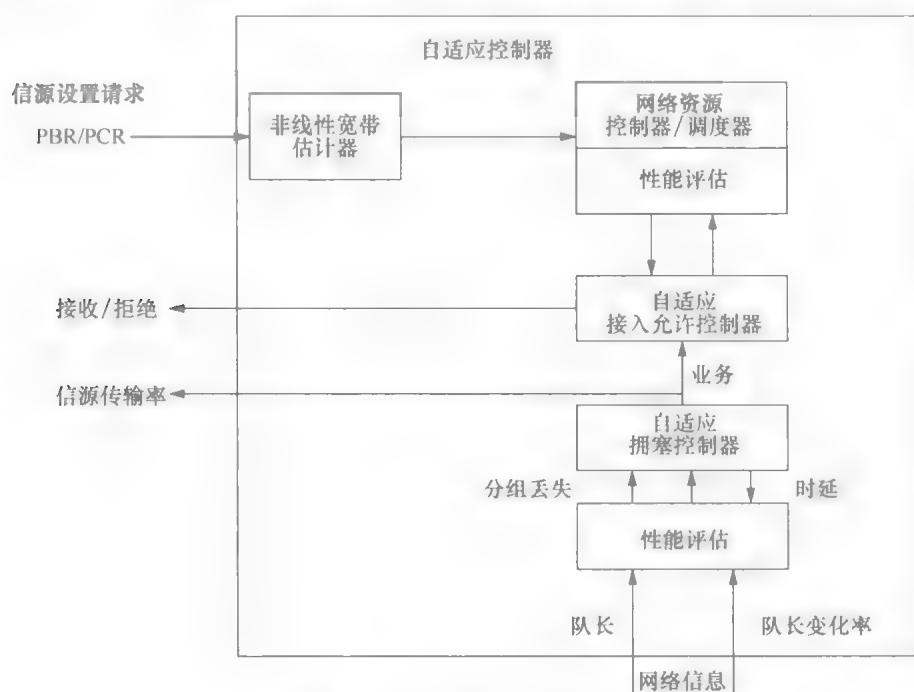 自适应控制器
信源设置请求
PBR/PCR
非线性宽带
估计器
网络资源
控制器/调度器
性能评估
接收/拒绝
自适应
接入允许控制器
业务
信源传输率
自适应
拥塞控制器
分组丢失
时延
性能评估
队长
队长变化率
网络信息